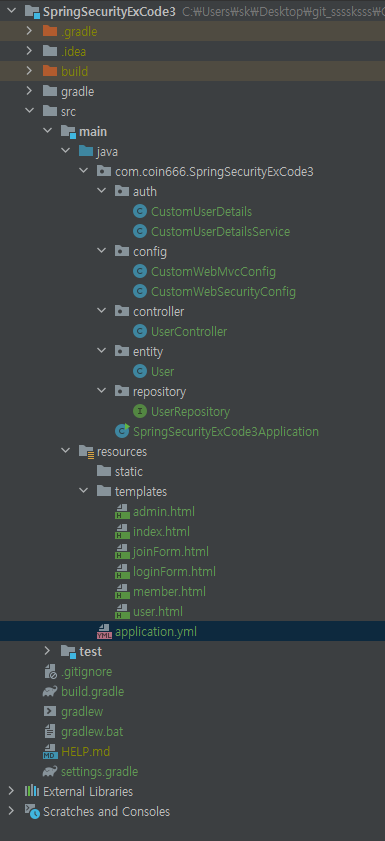 SpringSecurityExCode3 C:₩Users₩sk₩Desktop₩git_ssssksss₩
.gradle
.idea
build
gradle
src
main
java
com.coin666.SpringSecurityExCode3
auth
CustomUserDetails
CustomUserDetailsService
config
CustomWebMvcConfig
CustomWebSecurityConfig
controller
UserController
entity
User
repository
UserRepository
SpringSecurityExCode3Application
resources
static
templates
admin.html
index.html
joinForm.html
loginForm.html
member.html
user.html
application.yml
test
.gitignore
build.gradle
gradlew
gradlew.bat
HELP.md
settings.gradle
External Libraries
Scratches and Consoles